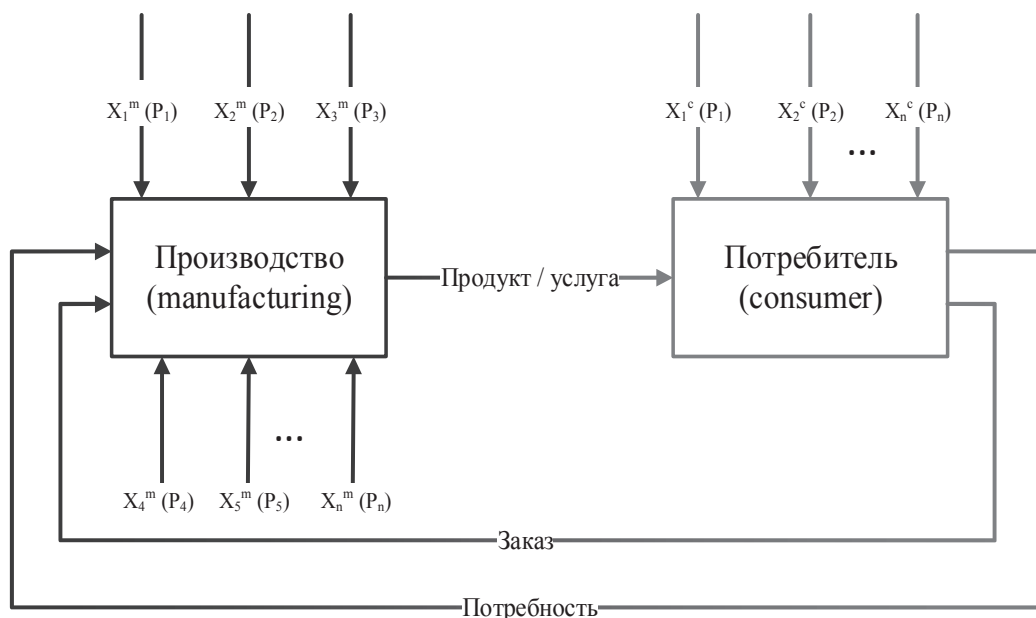 X₁ᵐ (P₁) X₂ᵐ (P₂) X₃ᵐ (P₃) X₁ᶜ (P₁) X₂ᶜ (P₂) Xₙᶜ (Pₙ)
...
Производство
(manufacturing)
Продукт / услуга
Потребитель
(consumer)
...
X₄ᵐ (P₄) X₅ᵐ (P₅) Xₙᵐ (Pₙ)
Заказ
Потребность